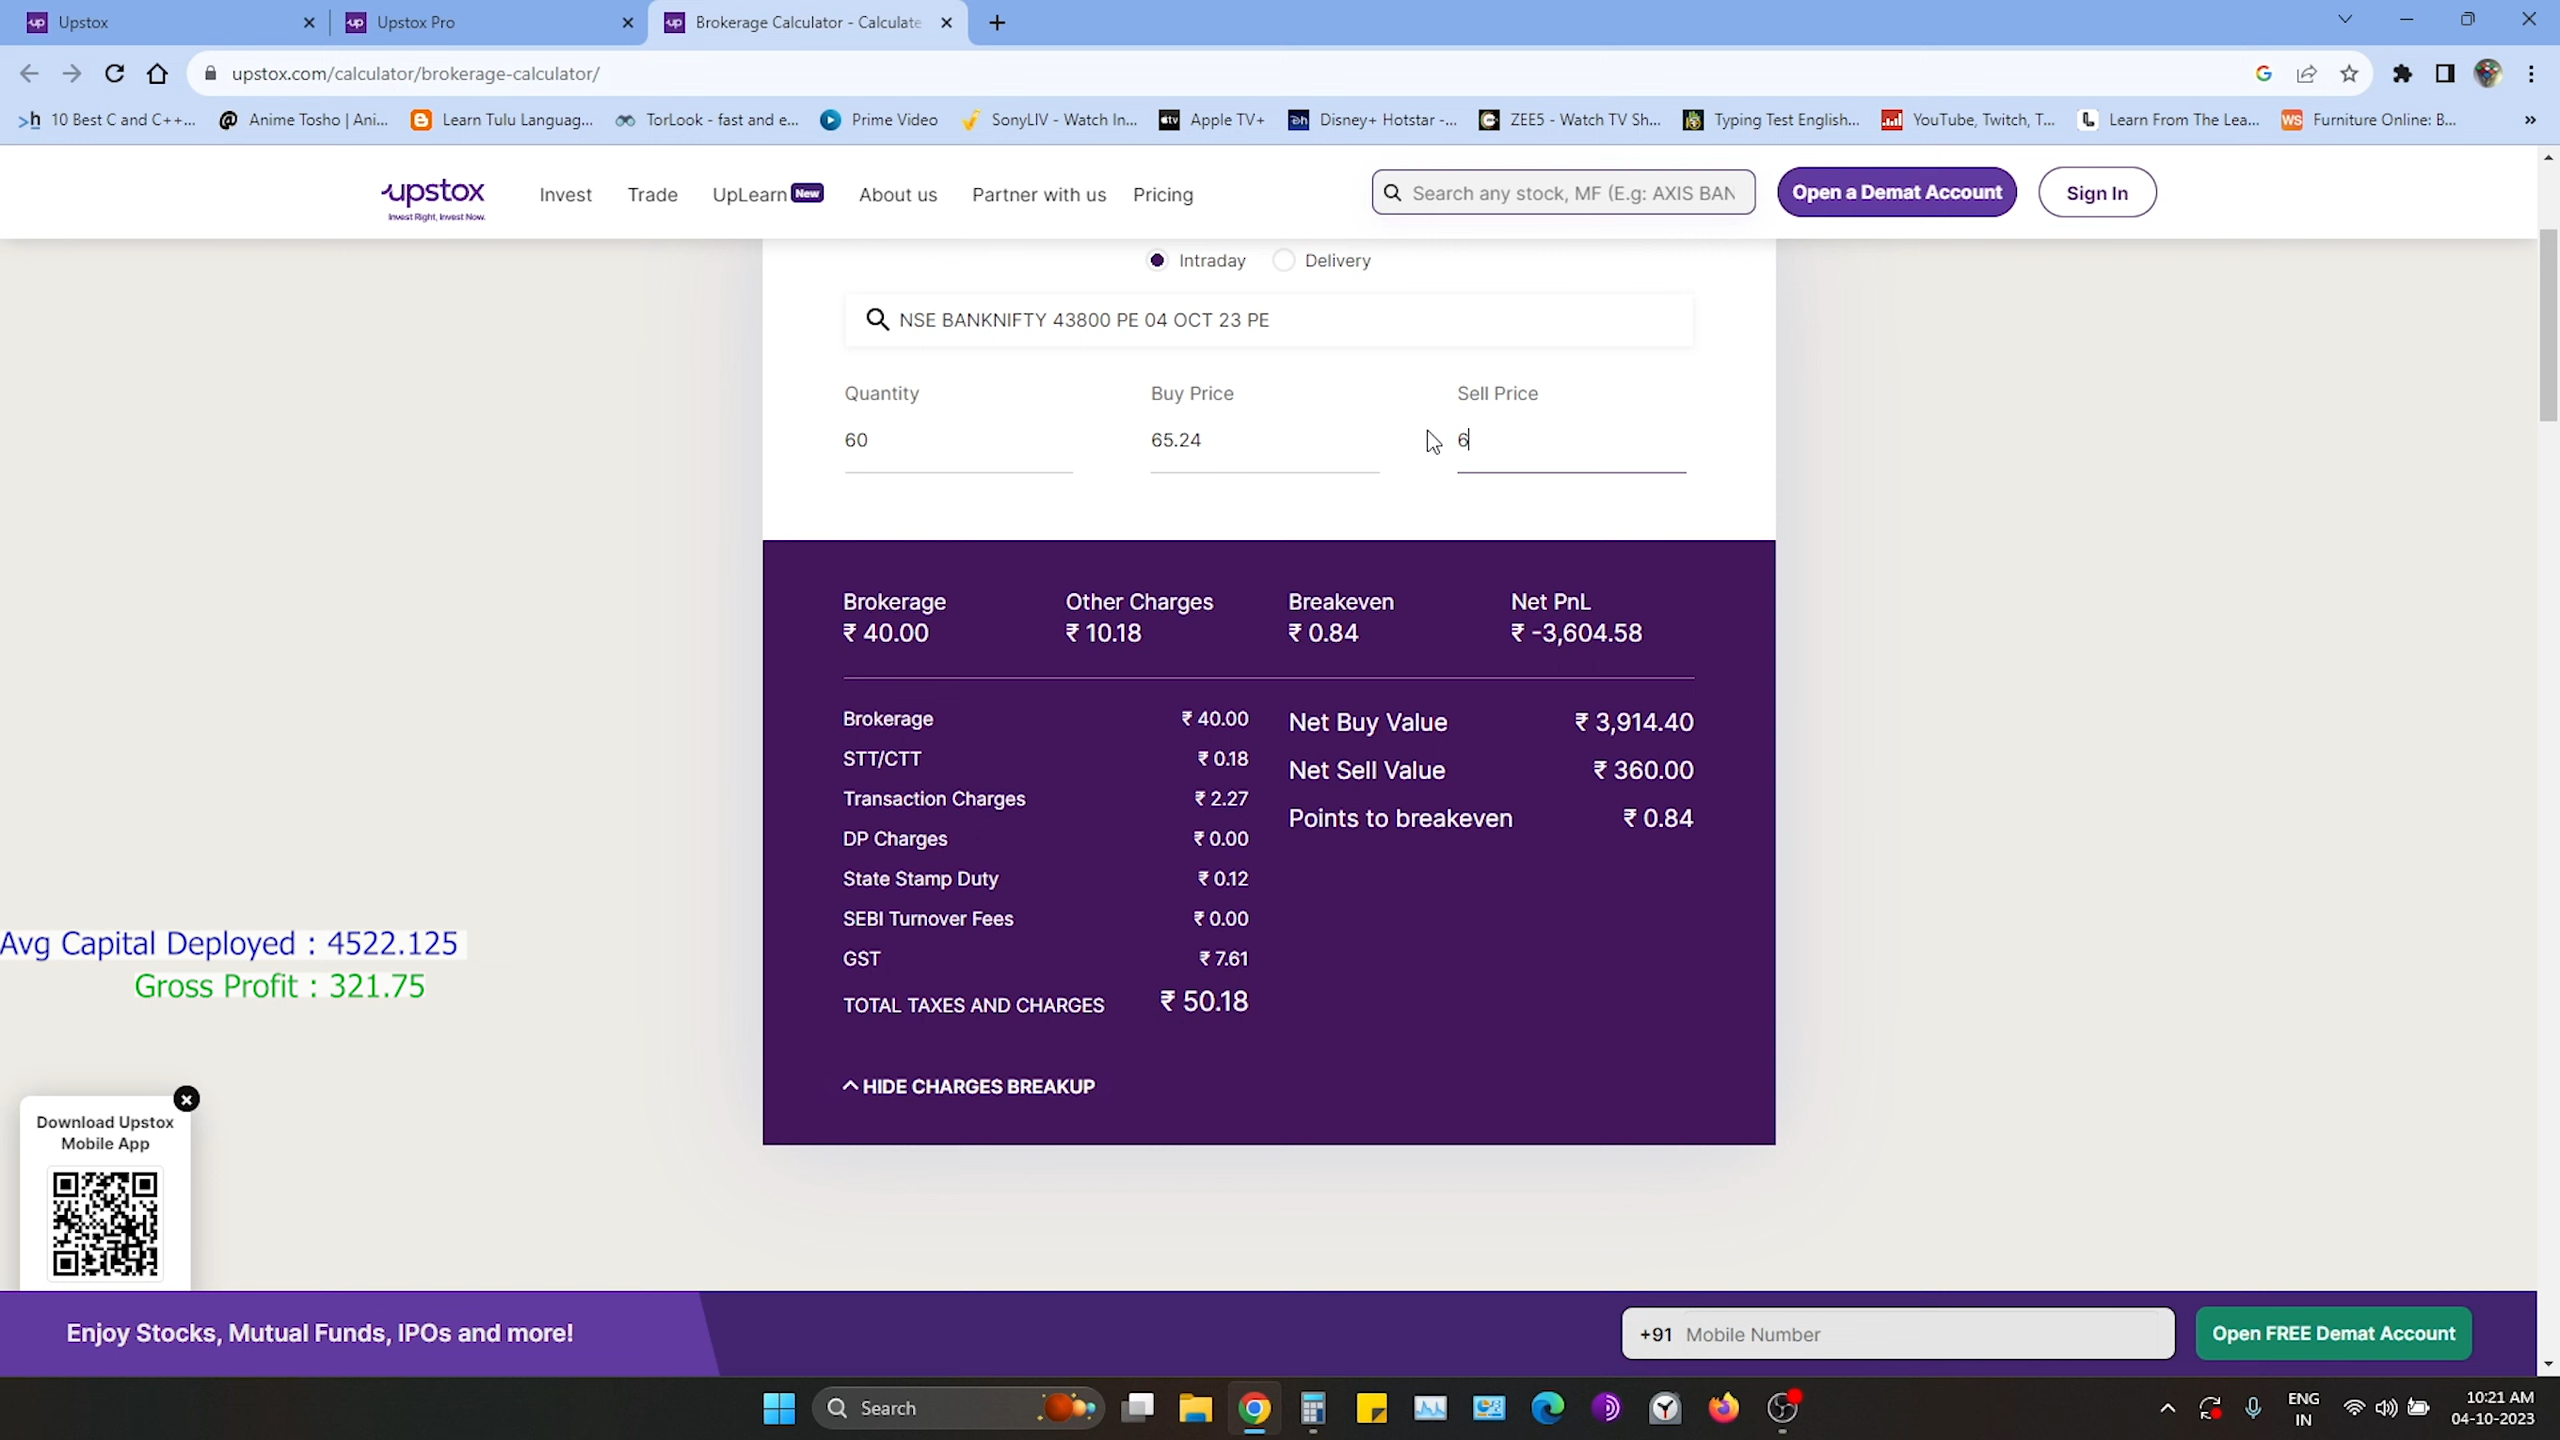 Upstox
Upstox Pro
Brokerage Calculator - Calculate
upstox.com/calculator/brokerage-calculator/
10 Best C and C++...
Anime Tosho | Ani...
Learn Tulu Languag...
TorLook - fast and e...
Prime Video
SonyLIV - Watch In...
Apple TV+
Disney+ Hotstar -...
ZEE5 - Watch TV Sh...
Typing Test English...
YouTube, Twitch, T...
Learn From The Lea...
Furniture Online: B...
upstox
Invest Right, Invest Now.
Invest
Trade
UpLearn New
About us
Partner with us
Pricing
Search any stock, MF (E.g: AXIS BAN
Open a Demat Account
Sign In
Intraday
Delivery
NSE BANKNIFTY 43800 PE 04 OCT 23 PE
Quantity
Buy Price
Sell Price
60
65.24
6
Brokerage
Other Charges
Breakeven
Net PnL
₹ 40.00
₹ 10.18
₹ 0.84
₹ -3,604.58
Brokerage ₹ 40.00
STT/CTT ₹ 0.18
Transaction Charges ₹ 2.27
DP Charges ₹ 0.00
State Stamp Duty ₹ 0.12
SEBI Turnover Fees ₹ 0.00
GST ₹ 7.61
TOTAL TAXES AND CHARGES ₹ 50.18
Net Buy Value ₹ 3,914.40
Net Sell Value ₹ 360.00
Points to breakeven ₹ 0.84
HIDE CHARGES BREAKUP
Avg Capital Deployed : 4522.125
Gross Profit : 321.75
Download Upstox
Mobile App
Enjoy Stocks, Mutual Funds, IPOs and more!
+91 Mobile Number
Open FREE Demat Account
Search
ENG
IN
10:21 AM
04-10-2023